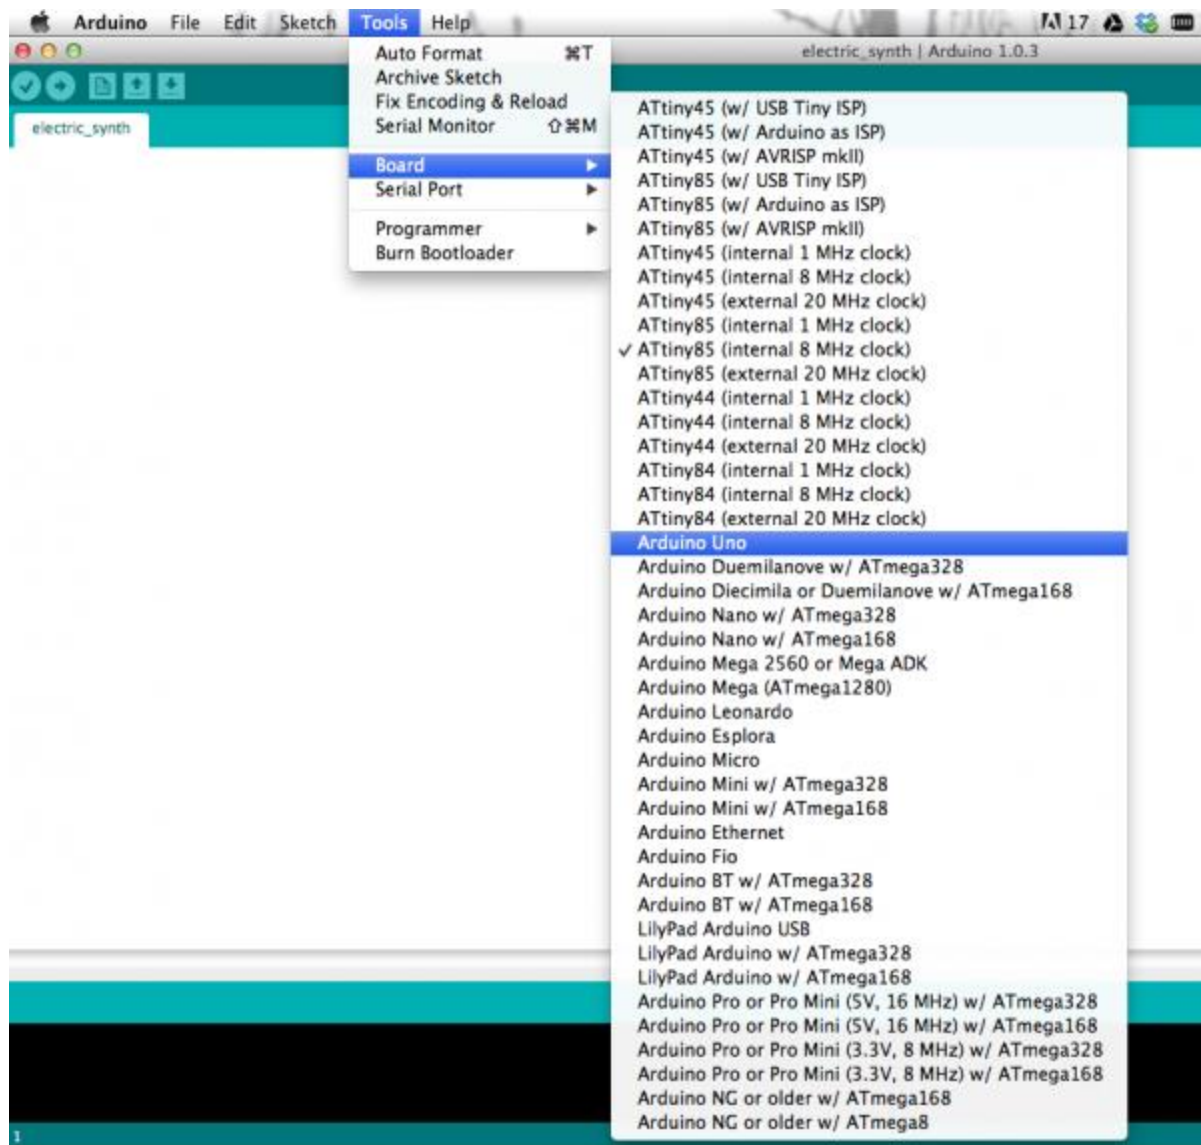 Arduino File Edit Sketch Tools Help 17
electric_synth | Arduino 1.0.3
electric_synth
Auto Format ⌘T
Archive Sketch
Fix Encoding & Reload
Serial Monitor ⇧⌘M
Board
Serial Port
Programmer
Burn Bootloader
ATtiny45 (w/ USB Tiny ISP)
ATtiny45 (w/ Arduino as ISP)
ATtiny45 (w/ AVRISP mkII)
ATtiny85 (w/ USB Tiny ISP)
ATtiny85 (w/ Arduino as ISP)
ATtiny85 (w/ AVRISP mkII)
ATtiny45 (internal 1 MHz clock)
ATtiny45 (internal 8 MHz clock)
ATtiny45 (external 20 MHz clock)
ATtiny85 (internal 1 MHz clock)
✓ ATtiny85 (internal 8 MHz clock)
ATtiny85 (external 20 MHz clock)
ATtiny44 (internal 1 MHz clock)
ATtiny44 (internal 8 MHz clock)
ATtiny44 (external 20 MHz clock)
ATtiny84 (internal 1 MHz clock)
ATtiny84 (internal 8 MHz clock)
ATtiny84 (external 20 MHz clock)
Arduino Uno
Arduino Duemilanove w/ ATmega328
Arduino Diecimila or Duemilanove w/ ATmega168
Arduino Nano w/ ATmega328
Arduino Nano w/ ATmega168
Arduino Mega 2560 or Mega ADK
Arduino Mega (ATmega1280)
Arduino Leonardo
Arduino Esplora
Arduino Micro
Arduino Mini w/ ATmega328
Arduino Mini w/ ATmega168
Arduino Ethernet
Arduino Fio
Arduino BT w/ ATmega328
Arduino BT w/ ATmega168
LilyPad Arduino USB
LilyPad Arduino w/ ATmega328
LilyPad Arduino w/ ATmega168
Arduino Pro or Pro Mini (5V, 16 MHz) w/ ATmega328
Arduino Pro or Pro Mini (5V, 16 MHz) w/ ATmega168
Arduino Pro or Pro Mini (3.3V, 8 MHz) w/ ATmega328
Arduino Pro or Pro Mini (3.3V, 8 MHz) w/ ATmega168
Arduino NG or older w/ ATmega168
Arduino NG or older w/ ATmega8
1